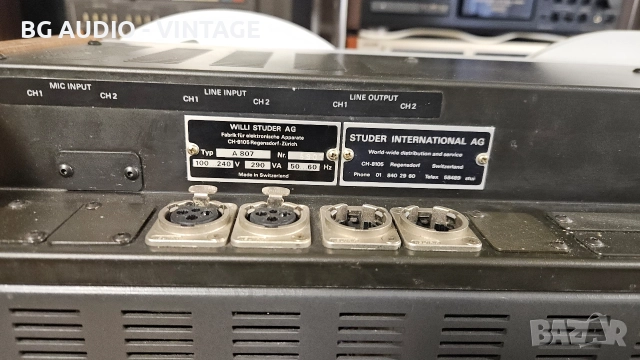 BG AUDIO - VINTAGE
MIC INPUT
CH1 CH2
LINE INPUT
CH1 CH2
LINE OUTPUT
CH1 CH2
WILLI STUDER AG
Fabrik für elektronische Apparate
CH-8105 Regensdorf-Zürich
Typ A 807 Nr.
100 240 V 290 VA 50 60 Hz
Made in Switzerland
STUDER INTERNATIONAL AG
World-wide distribution and service
CH-8105 Regensdorf Switzerland
Phone 01 840 29 60 Telex 58489 stui
BAZAR